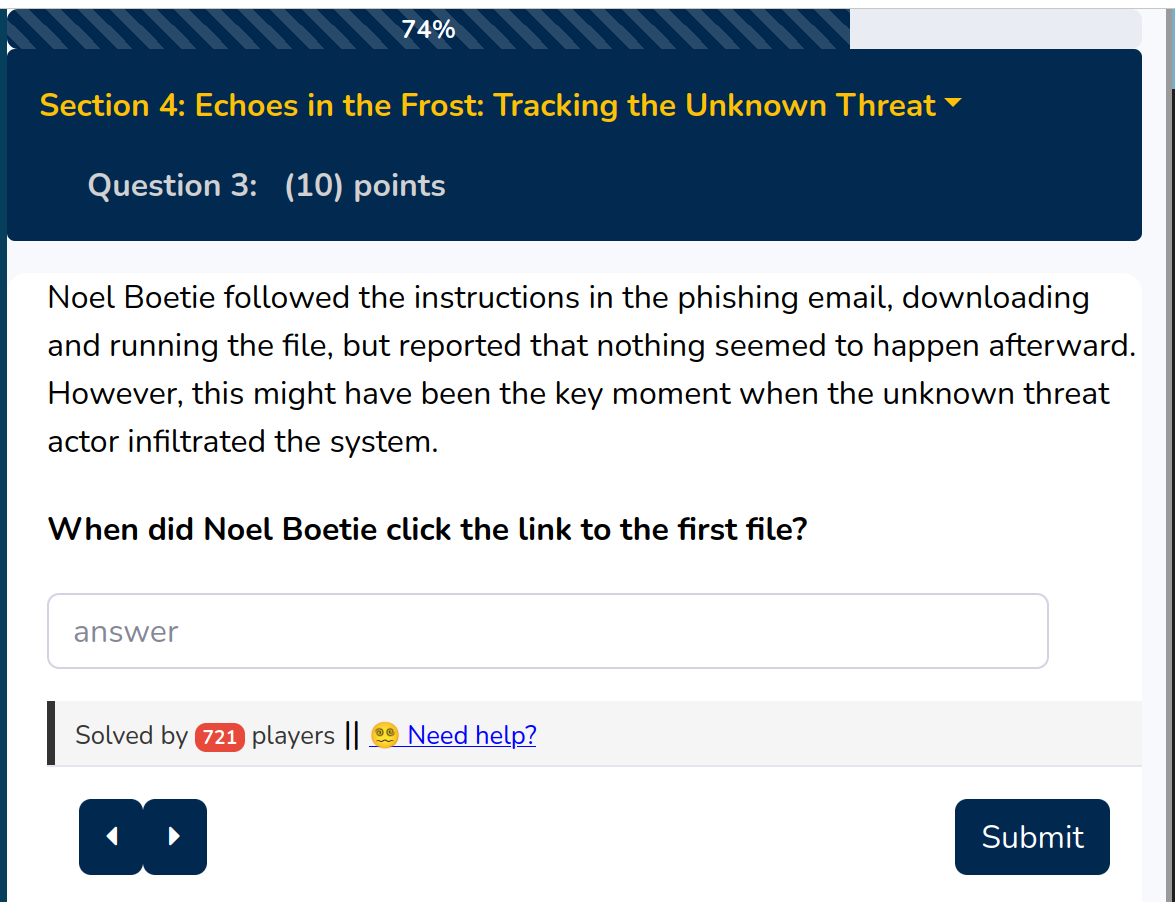 74%
Section 4: Echoes in the Frost: Tracking the Unknown Threat
Question 3: (10) points
Noel Boetie followed the instructions in the phishing email, downloading
and running the file, but reported that nothing seemed to happen afterward.
However, this might have been the key moment when the unknown threat
actor infiltrated the system.
When did Noel Boetie click the link to the first file?
answer
Solved by 721 players || 😵‍💫 Need help?
Submit